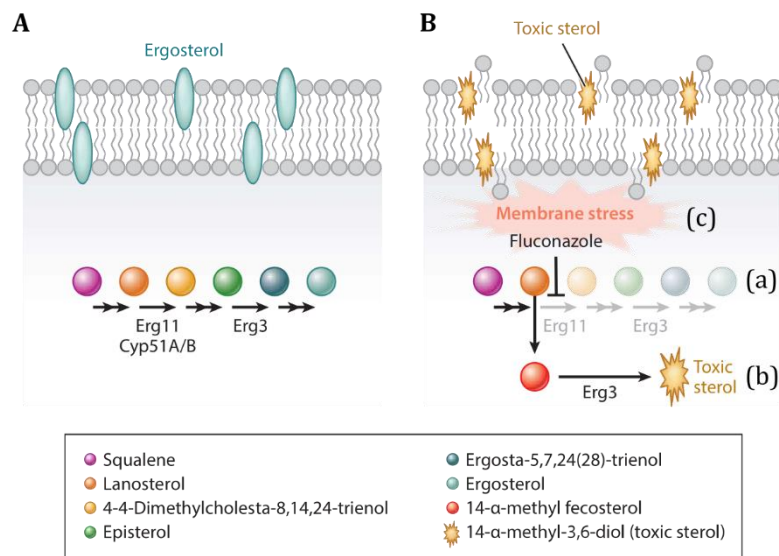 A
Ergosterol
Erg11
Cyp51A/B
Erg3
B
Toxic sterol
Membrane stress
(c)
Fluconazole
(a)
Erg11
Erg3
Erg3
Toxic
sterol
(b)
Squalene
Lanosterol
4-4-Dimethylcholesta-8,14,24-trienol
Episterol
Ergosta-5,7,24(28)-trienol
Ergosterol
14-α-methyl fecosterol
14-α-methyl-3,6-diol (toxic sterol)